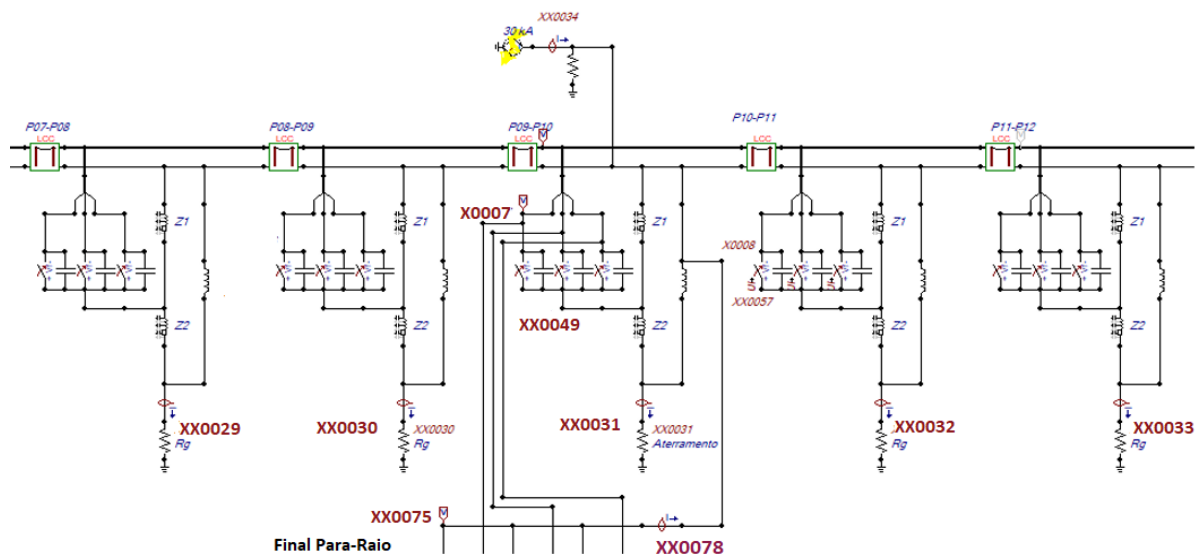 XX0034
30 kA
P07-P08
LCC
P08-P09
LCC
P09-P10
LCC
M
P10-P11
LCC
P11-P12
LCC
M
Z1
Z1
X0007
M
Z1
X0008
Z1
Z1
XX0057
Z2
Z2
XX0049
Z2
Z2
Z2
XX0029
Rg
XX0030
XX0030
Rg
XX0031
XX0031
Aterramento
XX0032
Rg
XX0033
Rg
XX0075
M
Final Para-Raio
XX0078